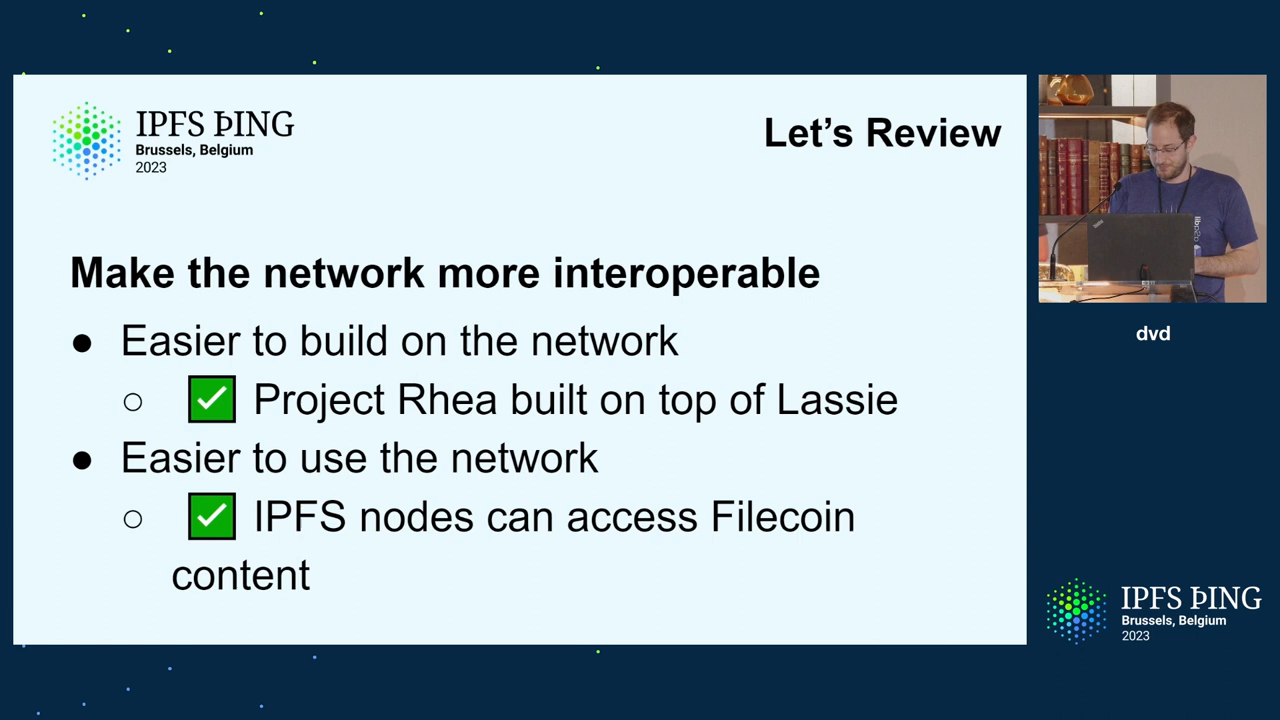 IPFS ÞING
Brussels, Belgium
2023
Let's Review
Make the network more interoperable
● Easier to build on the network
○ ✅ Project Rhea built on top of Lassie
● Easier to use the network
○ ✅ IPFS nodes can access Filecoin
content
dvd
IPFS ÞING
Brussels, Belgium
2023